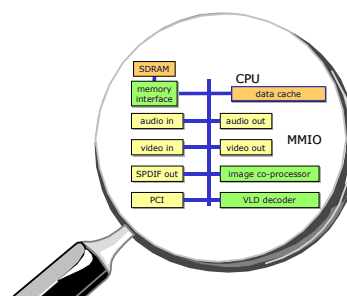 SDRAM
CPU
memory
interface
data cache
audio in
audio out
MMIO
video in
video out
SPDIF out
image co-processor
PCI
VLD decoder